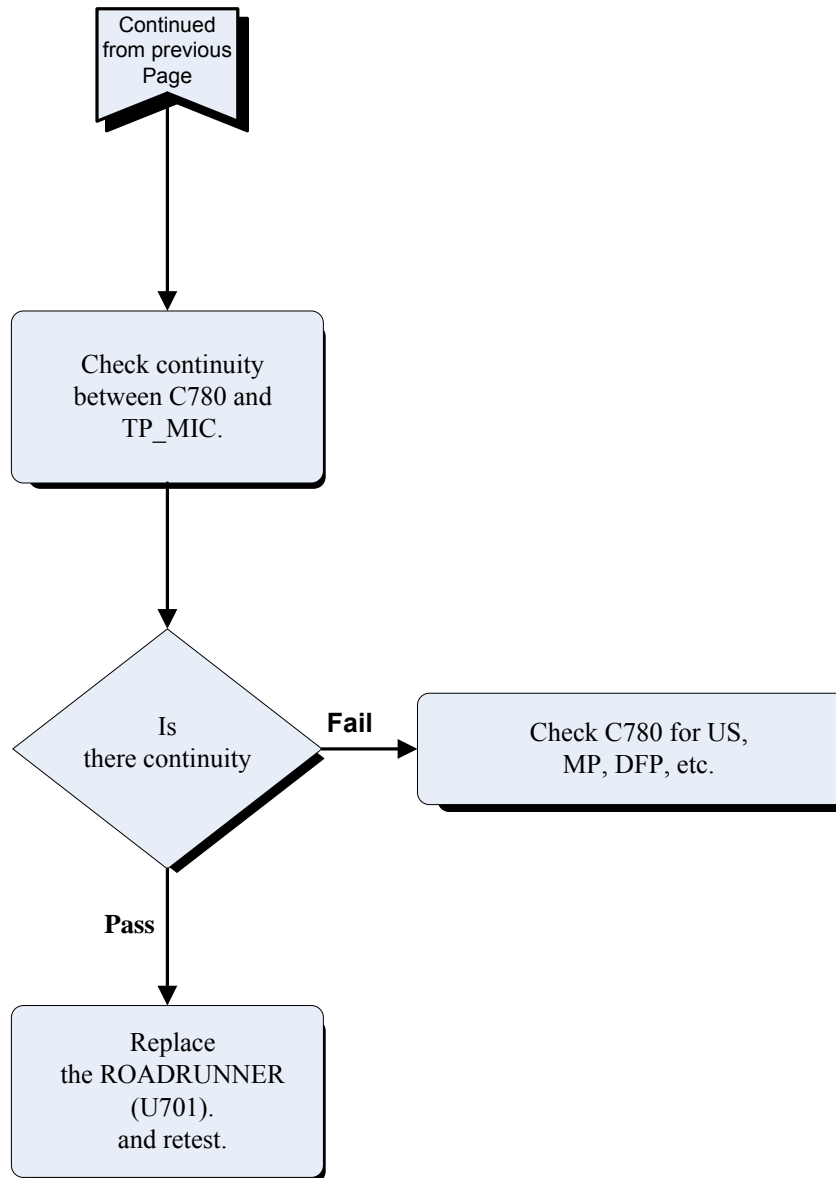 Continued
from previous
Page
Check continuity
between C780 and
TP_MIC.
Is
there continuity
Fail
Check C780 for US,
MP, DFP, etc.
Pass
Replace
the ROADRUNNER
(U701).
and retest.